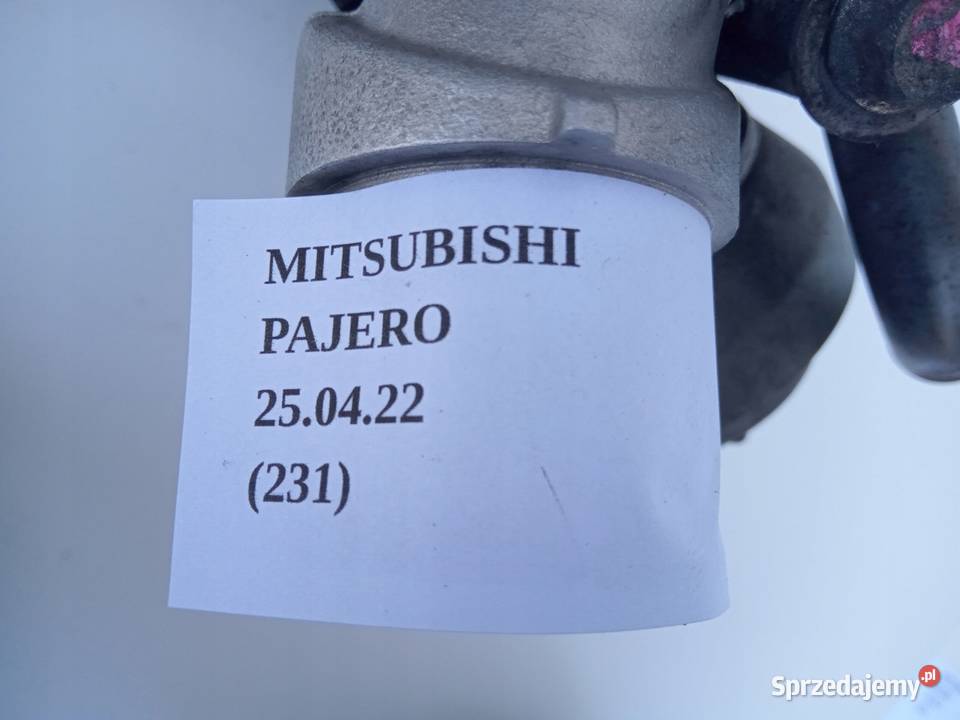 MITSUBISHI
PAJERO
25.04.22
(231)
Sprzedajemy.pl